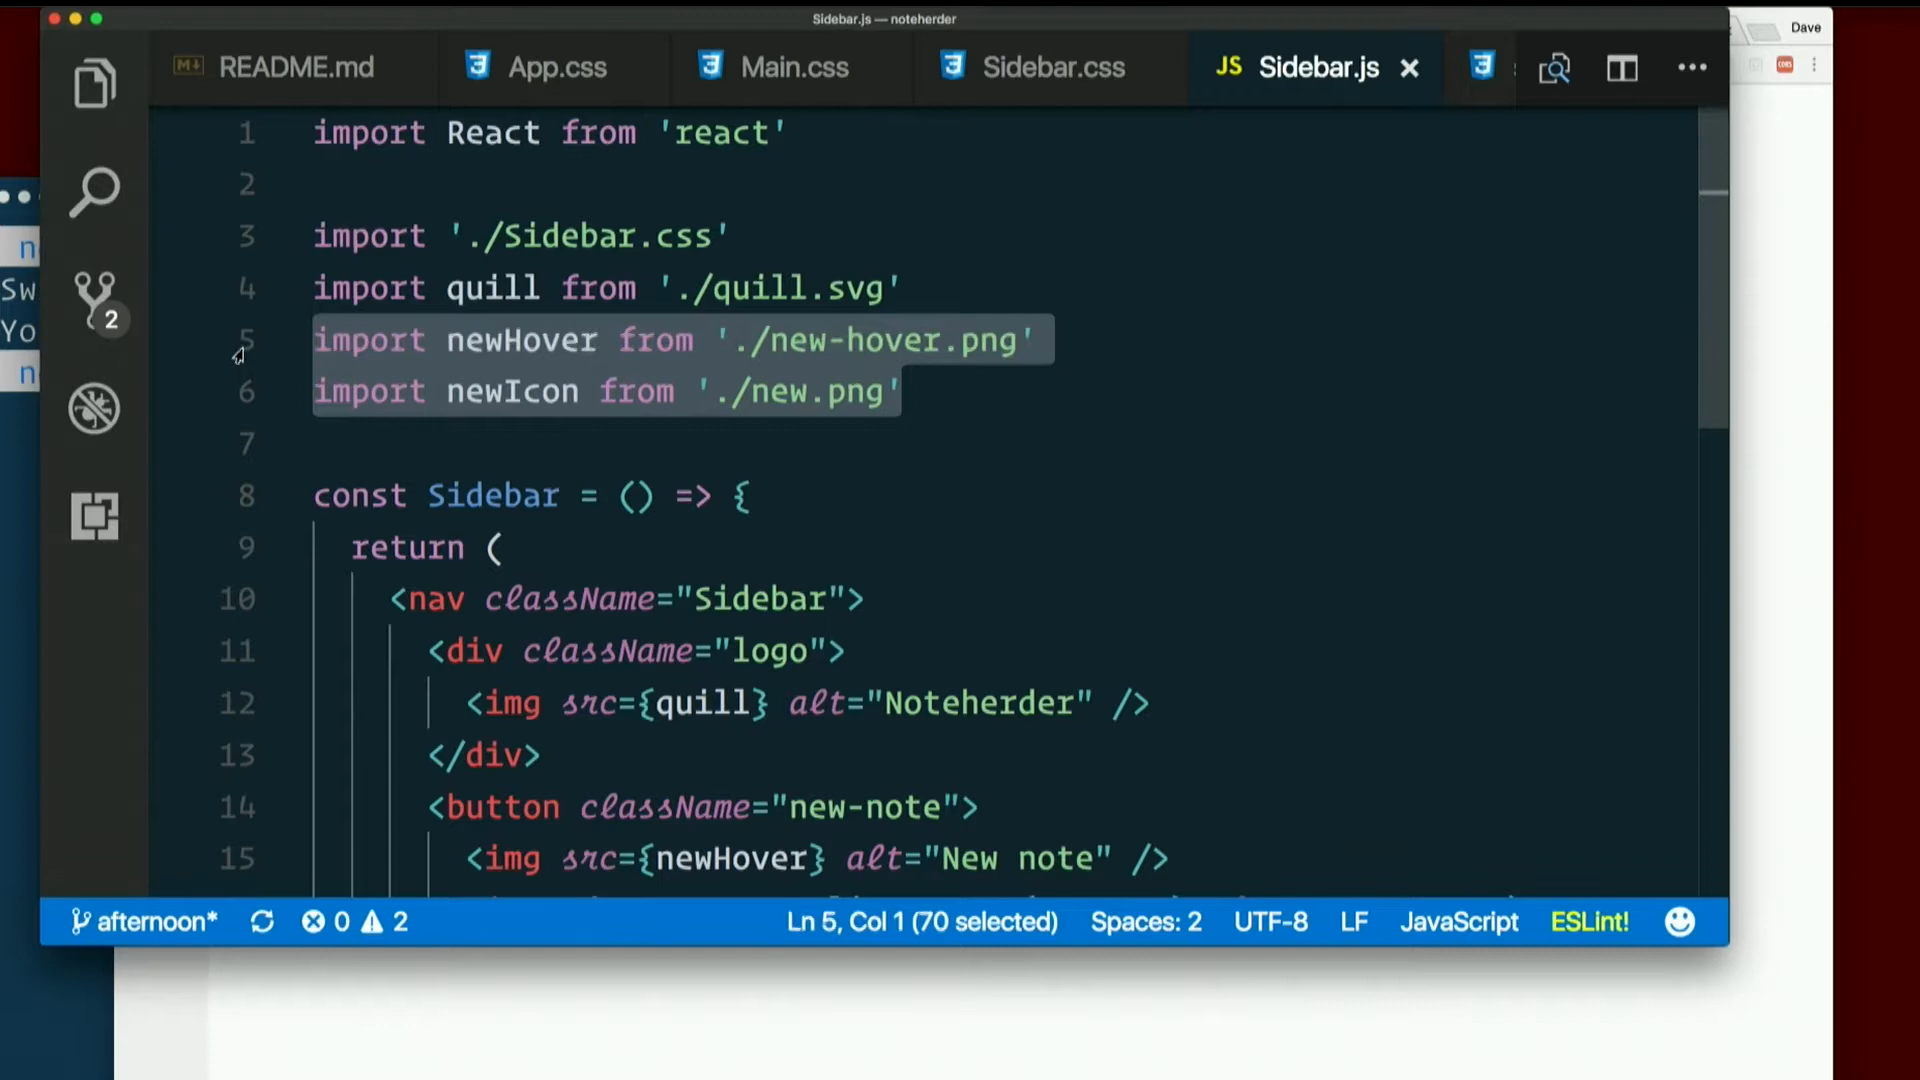 Sidebar.js — noteherder
Dave
README.md
App.css
Main.css
Sidebar.css
JS Sidebar.js
1 import React from 'react'
2
3 import './Sidebar.css'
4 import quill from './quill.svg'
5 import newHover from './new-hover.png'
6 import newIcon from './new.png'
7
8 const Sidebar = () => {
9 return (
10 <nav className="Sidebar">
11 <div className="logo">
12 <img src={quill} alt="Noteherder" />
13 </div>
14 <button className="new-note">
15 <img src={newHover} alt="New note" />
2
Sw
Yo
afternoon* 0 2 Ln 5, Col 1 (70 selected) Spaces: 2 UTF-8 LF JavaScript ESLint!